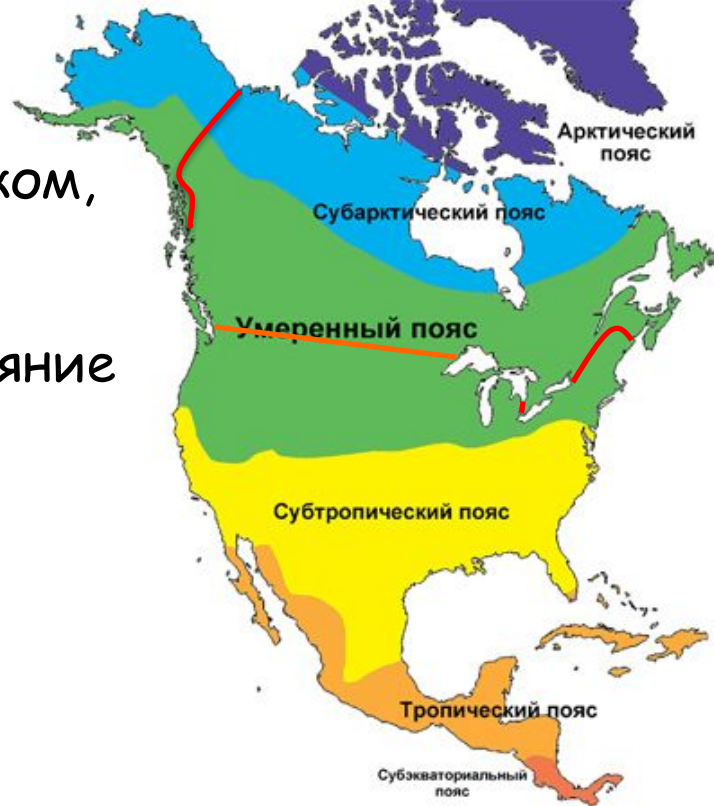 Арктический
пояс
ком,
Субарктический пояс
Умеренный пояс
яние
Субтропический пояс
Тропический пояс
Субэкваториальный
пояс